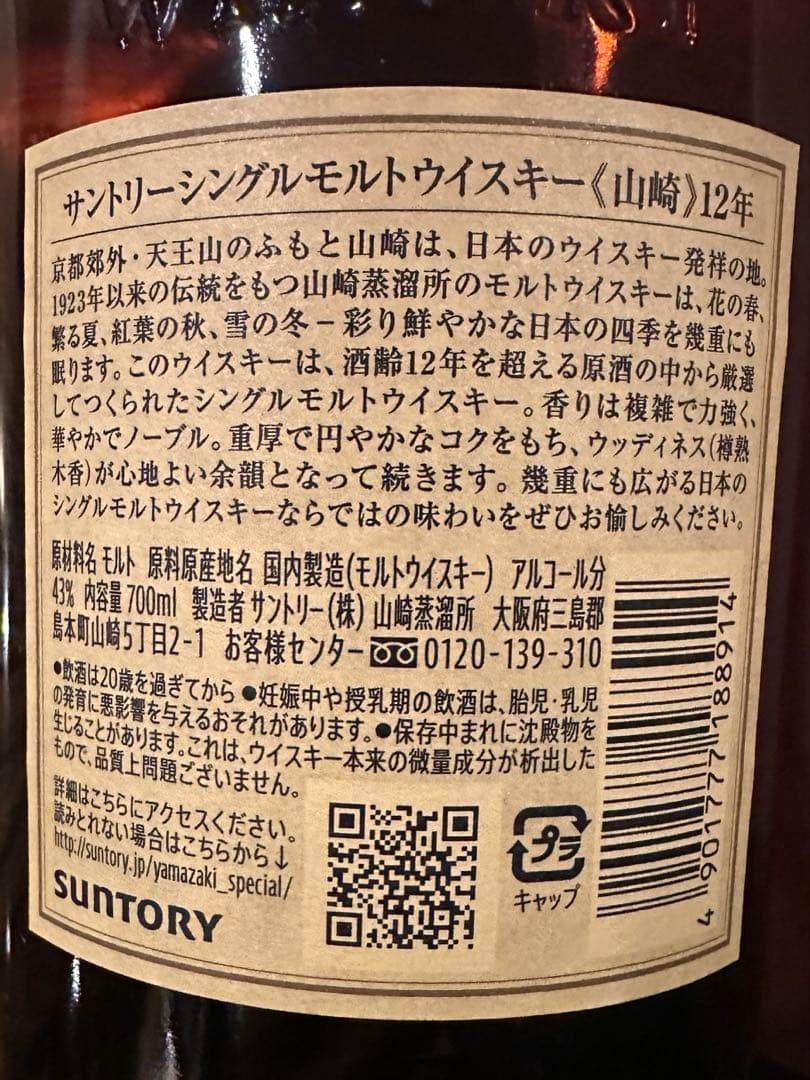 サントリーシングルモルトウイスキー《山崎》12年
京都郊外・天王山のふもと山崎は、日本のウイスキー発祥の地。
1923年以来の伝統をもつ山崎蒸溜所のモルトウイスキーは、花の春、
繁る夏、紅葉の秋、雪の冬－彩り鮮やかな日本の四季を幾重にも
眠ります。このウイスキーは、酒齢12年を超える原酒の中から厳選
してつくられたシングルモルトウイスキー。香りは複雑で力強く、
華やかでノーブル。重厚で円やかなコクをもち、ウッディネス(樽熟
木香)が心地よい余韻となって続きます。幾重にも広がる日本の
シングルモルトウイスキーならではの味わいをぜひお愉しみください。
原材料名 モルト 原料原産地名 国内製造(モルトウイスキー) アルコール分
43% 内容量 700ml 製造者 サントリー(株) 山崎蒸溜所 大阪府三島郡
島本町山崎5丁目2-1 お客様センター 0120-139-310
●飲酒は20歳を過ぎてから ●妊娠中や授乳期の飲酒は、胎児・乳児
の発育に悪影響を与えるおそれがあります。●保存中まれに沈殿物を
生じることがあります。これは、ウイスキー本来の微量成分が析出した
もので、品質上問題ございません。
詳細はこちらにアクセスください。
読みとれない場合はこちらから↓
http://suntory.jp/yamazaki_special/
SUNTORY
プラ
キャップ
4 901777 188914